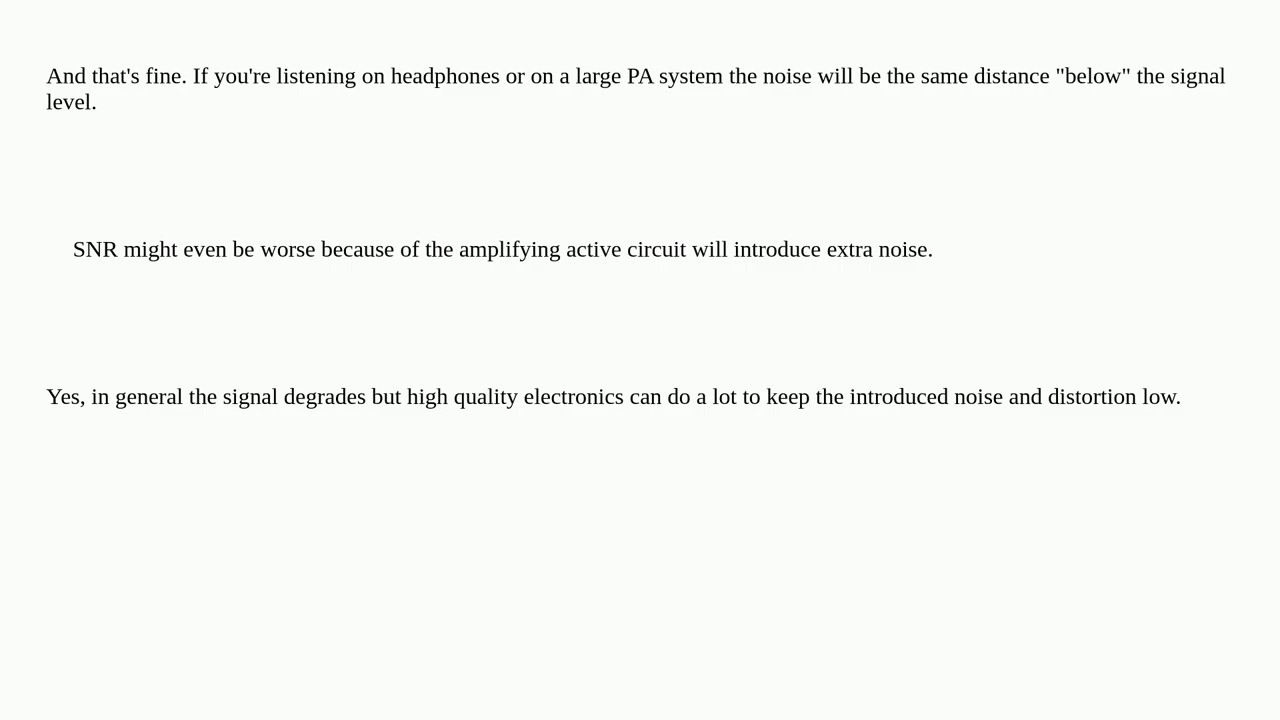 And that's fine. If you're listening on headphones or on a large PA system the noise will be the same distance "below" the signal
level.
SNR might even be worse because of the amplifying active circuit will introduce extra noise.
Yes, in general the signal degrades but high quality electronics can do a lot to keep the introduced noise and distortion low.